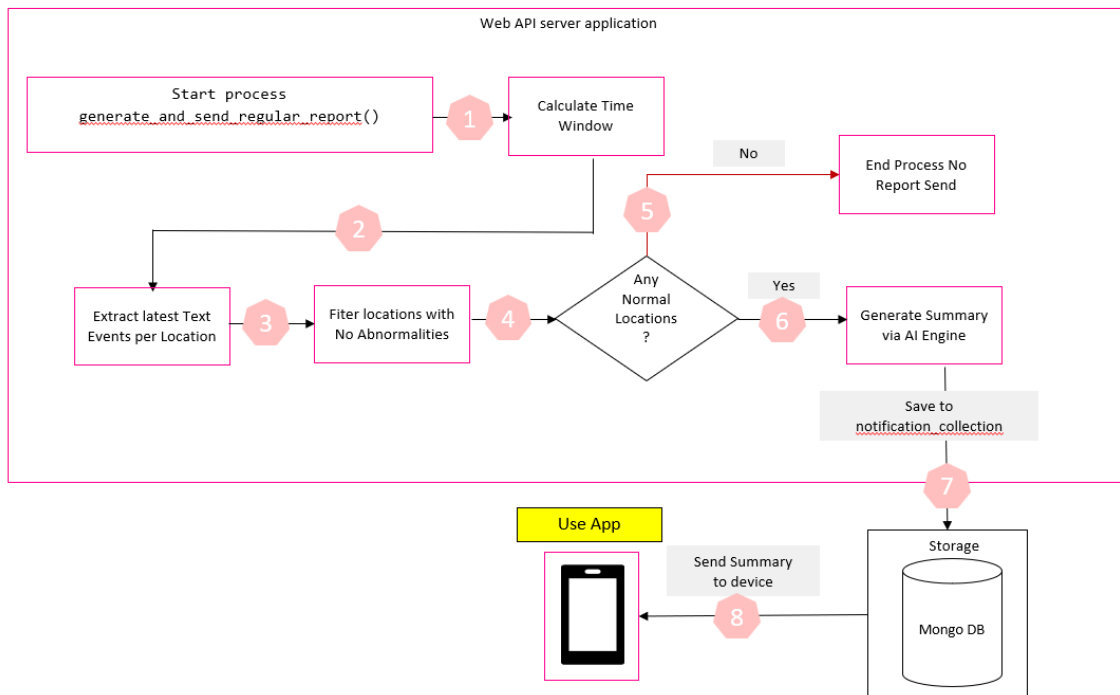 Web API server application
Start process
generate_and_send_regular_report()
1
Calculate Time
Window
No
End Process No
Report Send
2
5
Extract latest Text
Events per Location
3
Fiter locations with
No Abnormalities
4
Any
Normal
Locations
?
Yes
6
Generate Summary
via AI Engine
Save to
notification_collection
7
Use App
Storage
Mongo DB
Send Summary
to device
8